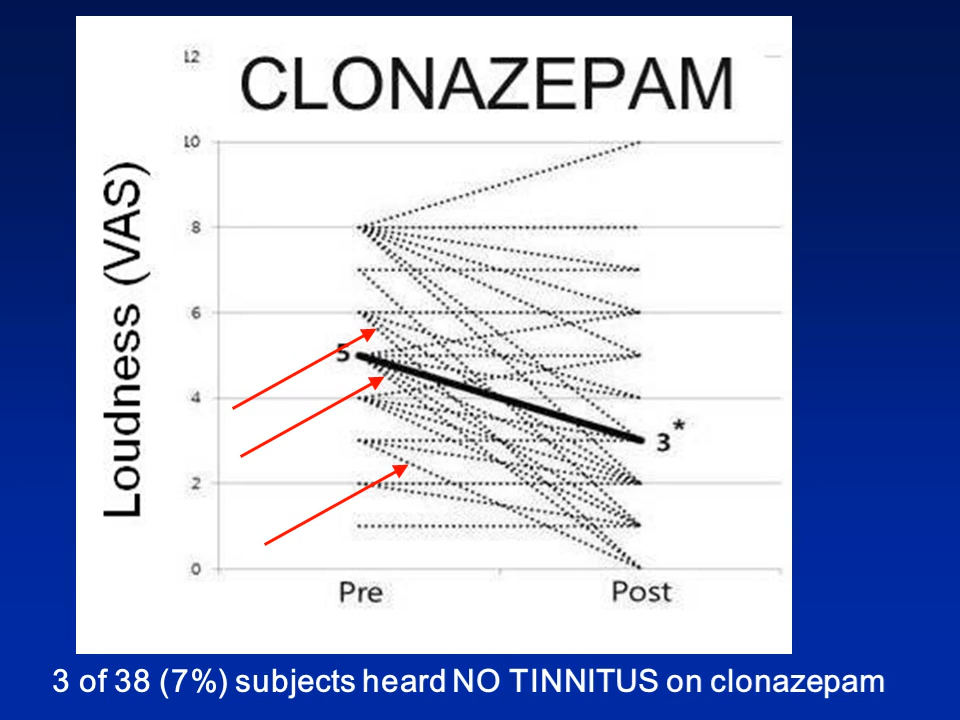 12
CLONAZEPAM
10
8
6
4
2
0
Loudness (VAS)
5
3*
Pre
Post
3 of 38 (7%) subjects heard NO TINNITUS on clonazepam